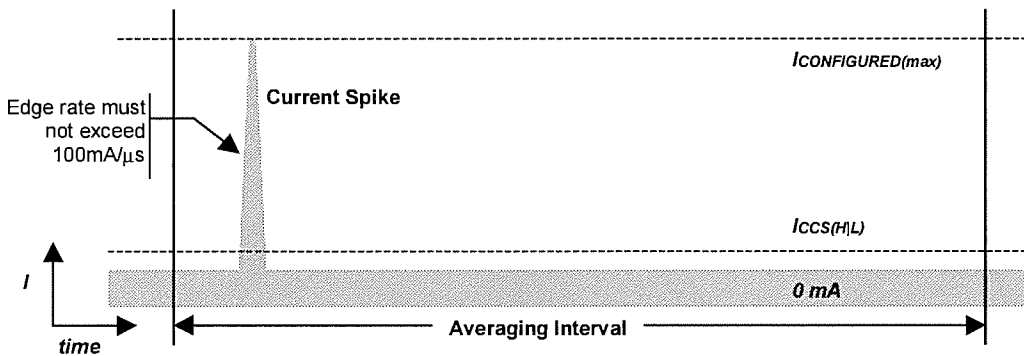 ICONFIGURED(max)
Current Spike
Edge rate must
not exceed
100mA/μs
ICCS(H|L)
I
0 mA
Averaging Interval
time